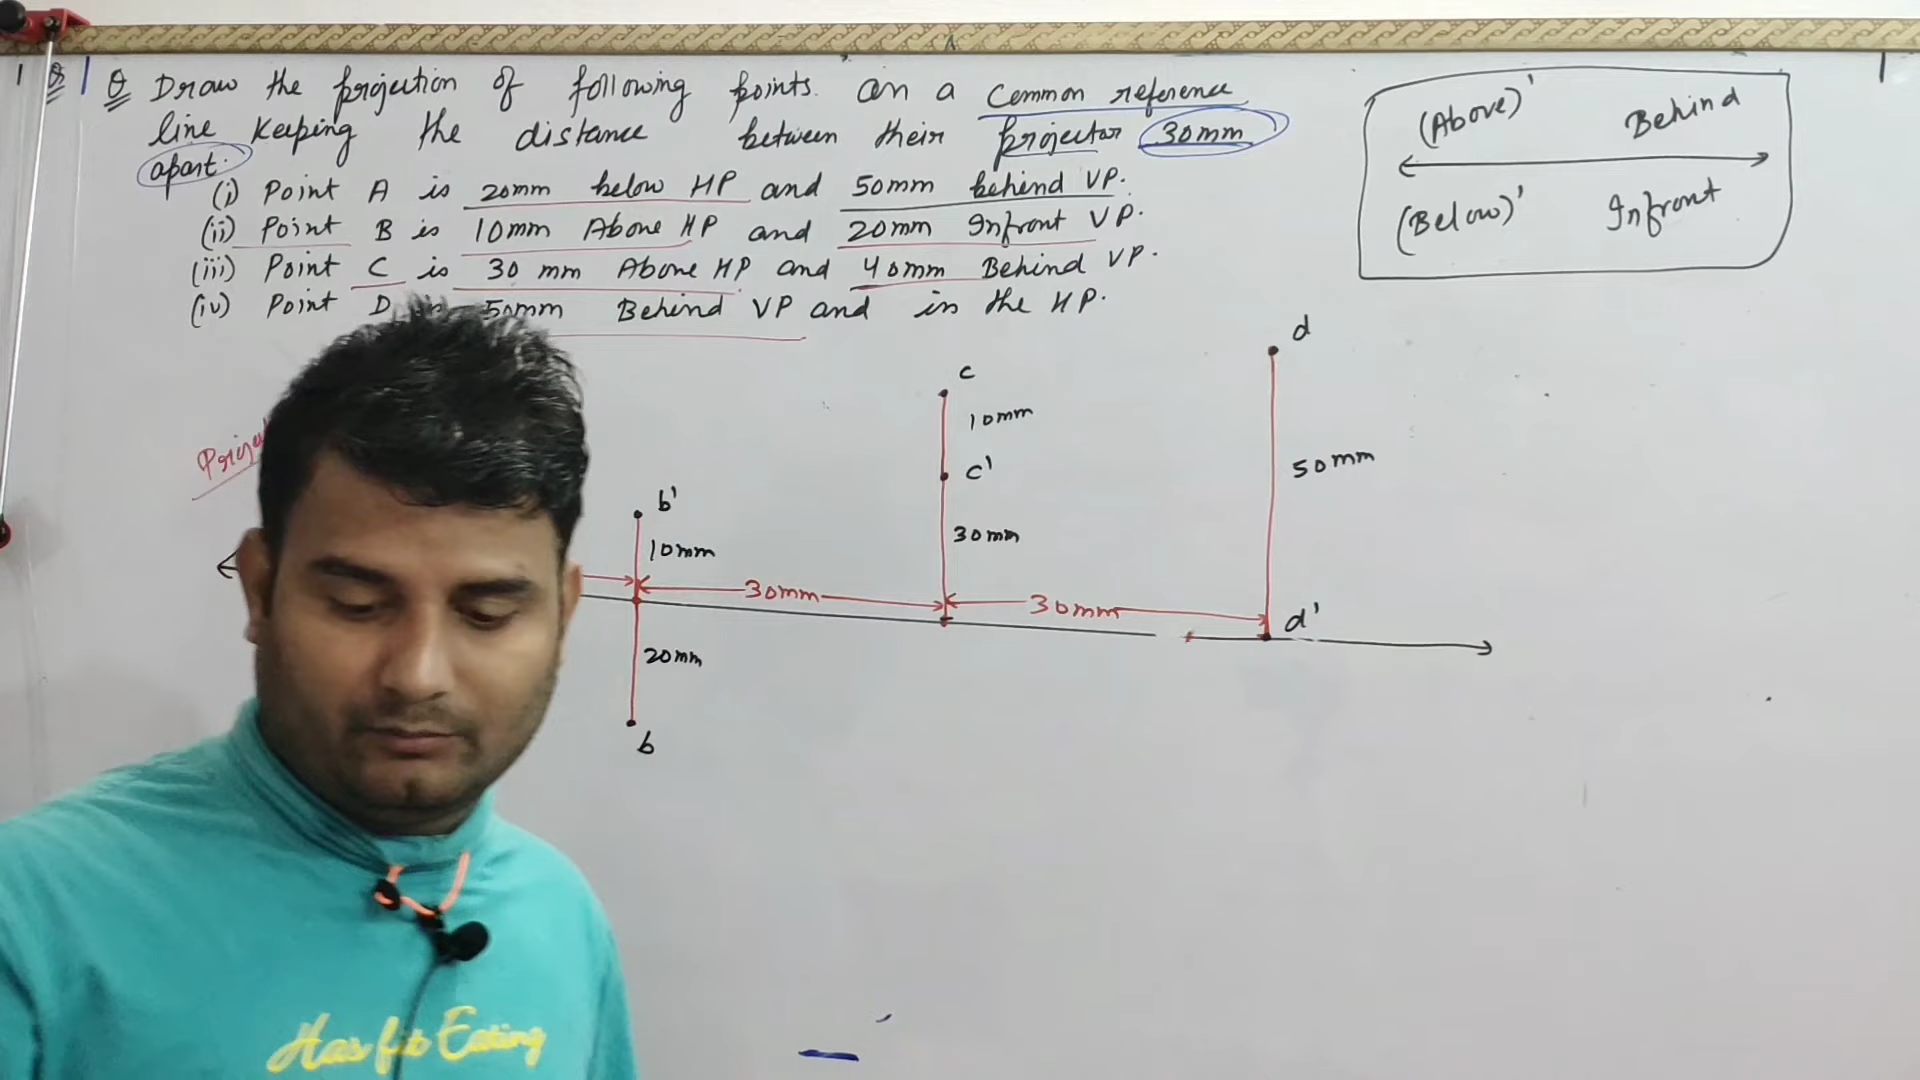 Q Draw the projection of following points. on a Common reference
line Keeping the distance between their projector 30mm
apart.
(i) Point A is 20mm below HP and 50mm behind VP.
(ii) Point B is 10mm Above HP and 20mm Infront VP.
(iii) Point C is 30 mm Above HP and 40mm Behind VP.
(iv) Point D 50mm Behind VP and in the HP.
(Above)' Behind
(Below)' Infront
d
c
10mm
c'
50mm
b'
10mm
30mm
30mm
30mm
d'
20mm
b
Has fit Eating